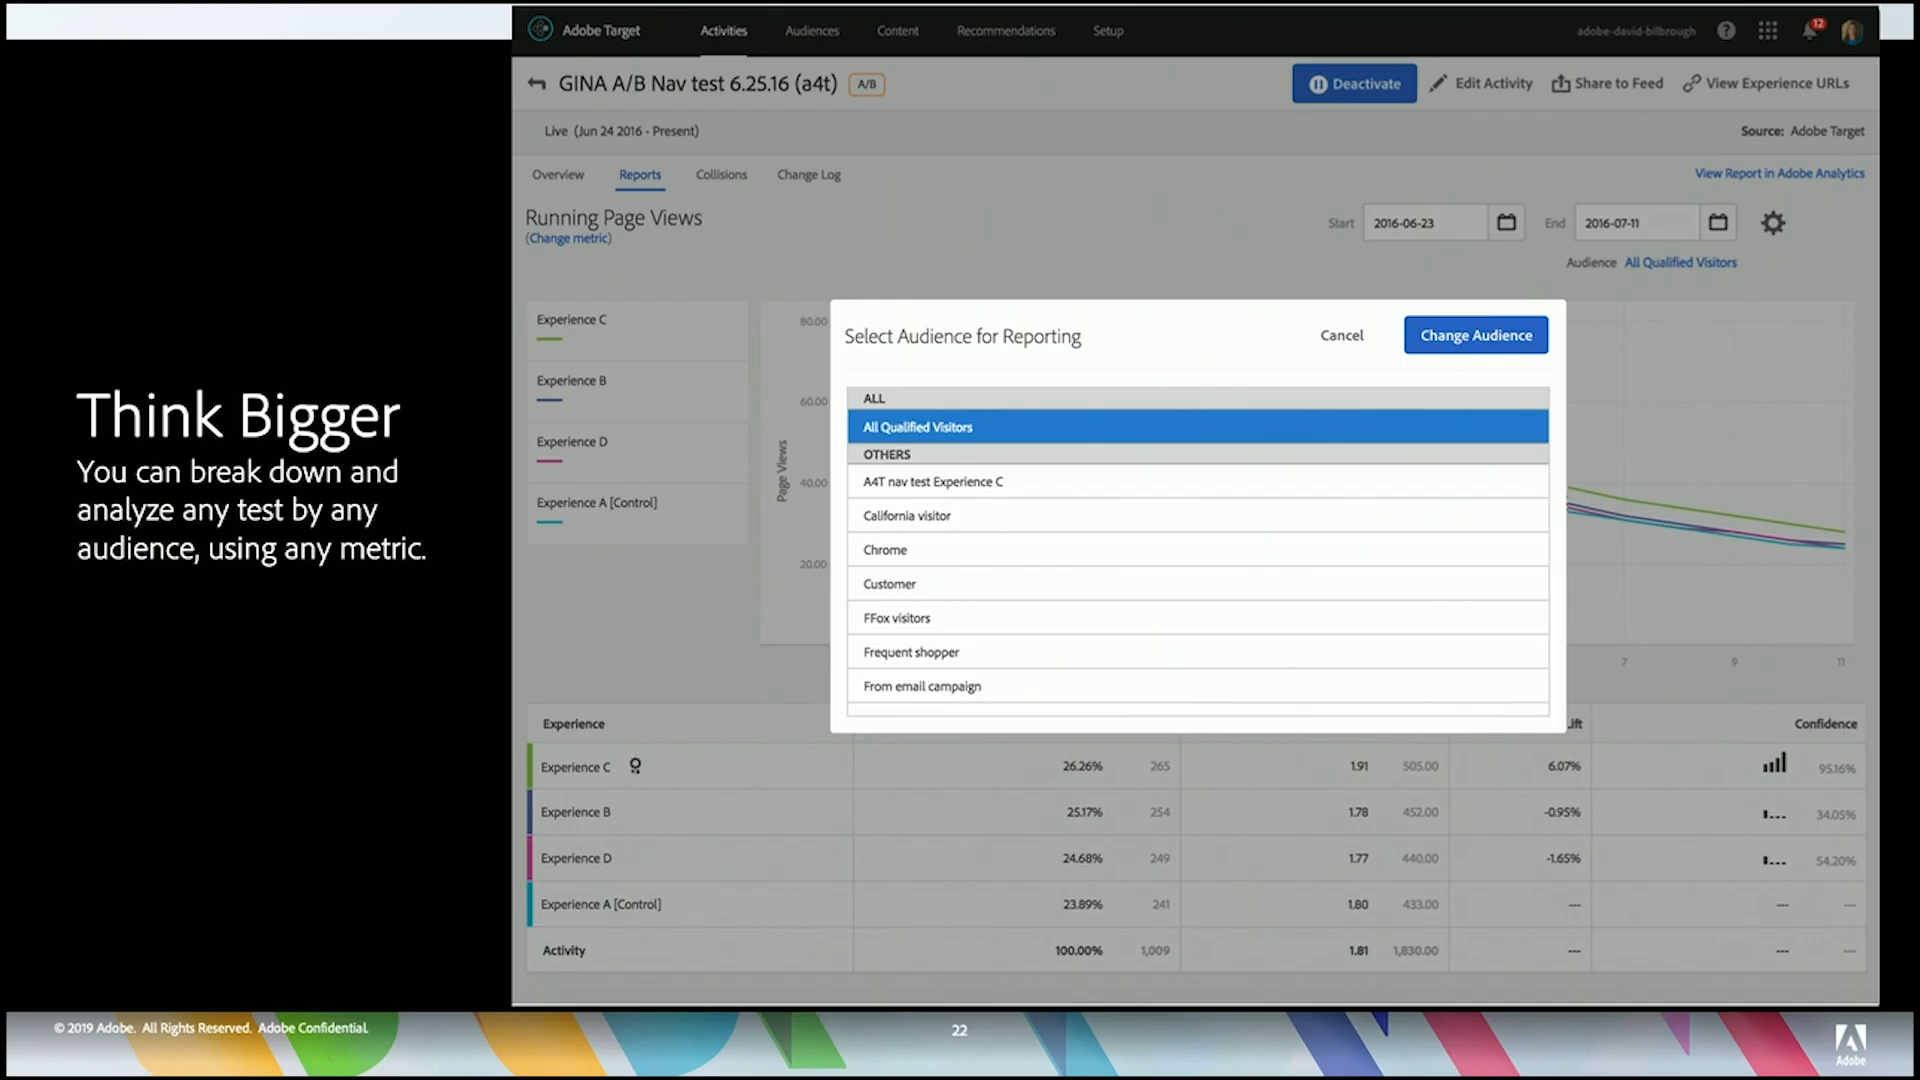 Adobe Target
Activities
Audiences
Content
Recommendations
Setup
adobe-david-bilbrough
12
GINA A/B Nav test 6.25.16 (a4t)
A/B
Deactivate
Edit Activity
Share to Feed
View Experience URLs
Live (Jun 24 2016 - Present)
Source: Adobe Target
Overview
Reports
Collisions
Change Log
View Report in Adobe Analytics
Running Page Views
(Change metric)
Start
2016-06-23
End
2016-07-11
Audience All Qualified Visitors
Think Bigger
You can break down and
analyze any test by any
audience, using any metric.
Experience C
Experience B
Experience D
Experience A [Control]
Page Views
80.00
60.00
40.00
20.00
7
9
11
Select Audience for Reporting
Cancel
Change Audience
ALL
All Qualified Visitors
OTHERS
A4T nav test Experience C
California visitor
Chrome
Customer
FFox visitors
Frequent shopper
From email campaign
Experience
Lift
Confidence
Experience C 26.26% 265 1.91 505.00 6.07% 95.16%
Experience B 25.17% 254 1.78 452.00 -0.95% 34.05%
Experience D 24.68% 249 1.77 440.00 -1.65% 54.20%
Experience A [Control] 23.89% 241 1.80 433.00 --- --- ---
Activity 100.00% 1,009 1.81 1,830.00 --- --- ---
© 2019 Adobe. All Rights Reserved. Adobe Confidential.
22
Adobe